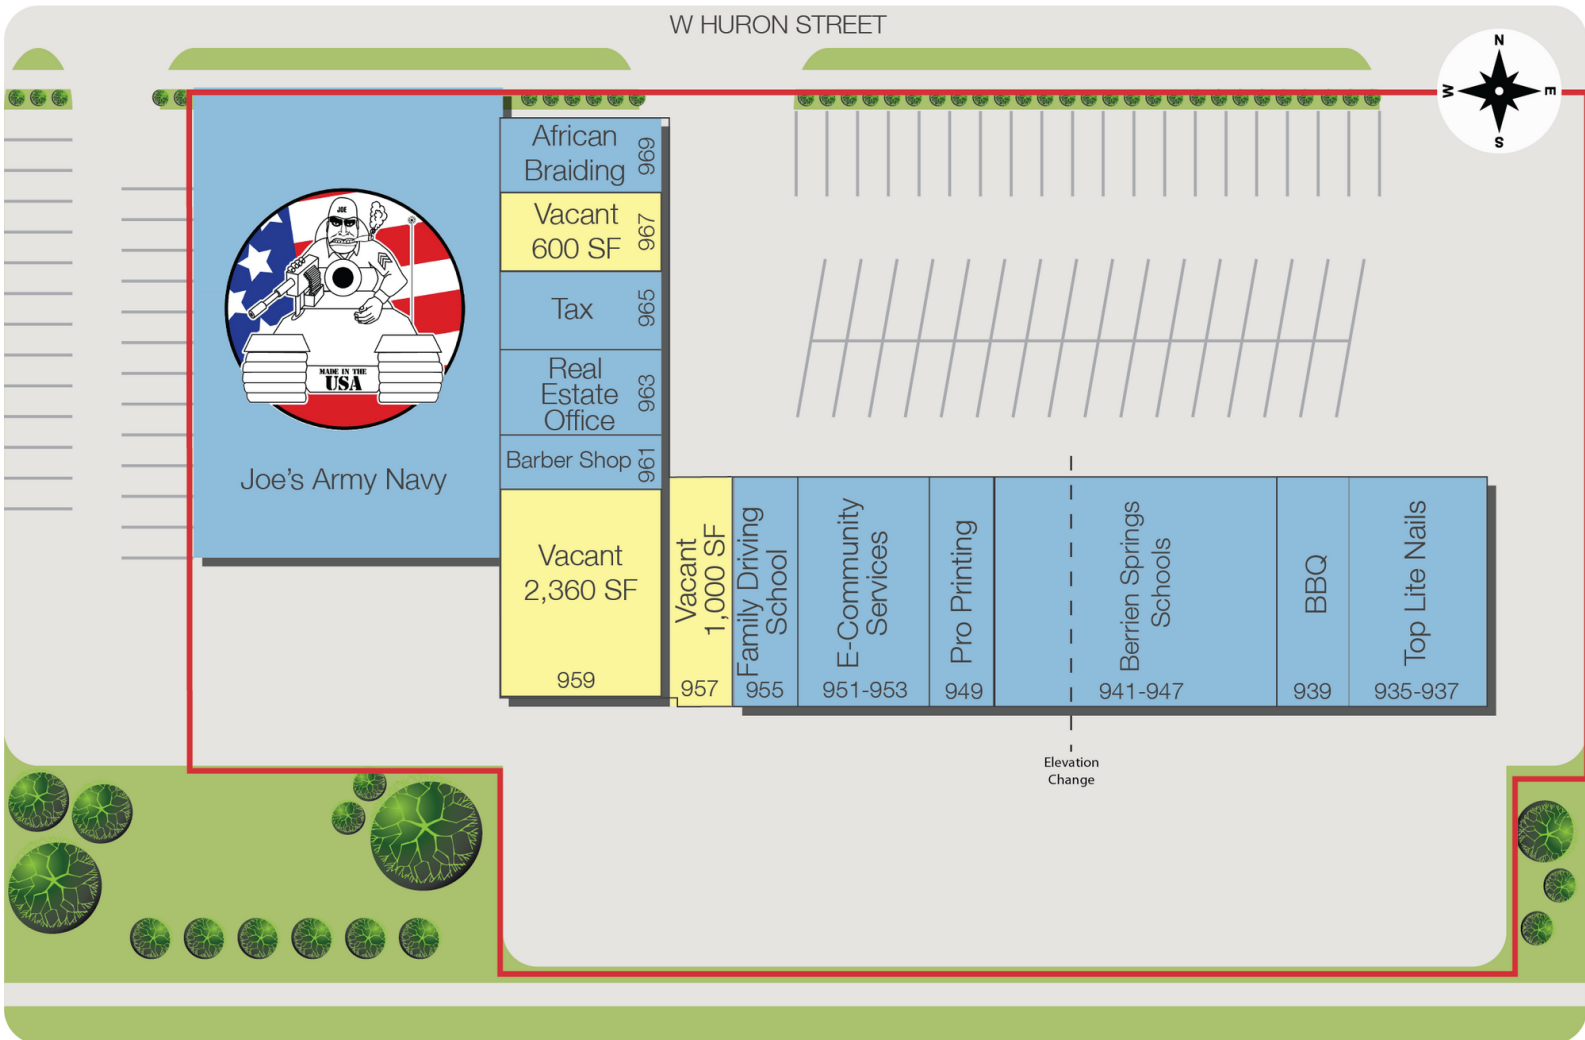 W HURON STREET
N
W
E
S
African
Braiding
969
Vacant
600 SF
967
Tax
965
Real
Estate
Office
963
Barber Shop
961
JOE
MADE IN THE
USA
Joe's Army Navy
Vacant
2,360 SF
959
Vacant
1,000 SF
957
Family Driving
School
955
E-Community
Services
951-953
Pro Printing
949
Berrien Springs
Schools
941-947
BBQ
939
Top Lite Nails
935-937
Elevation
Change